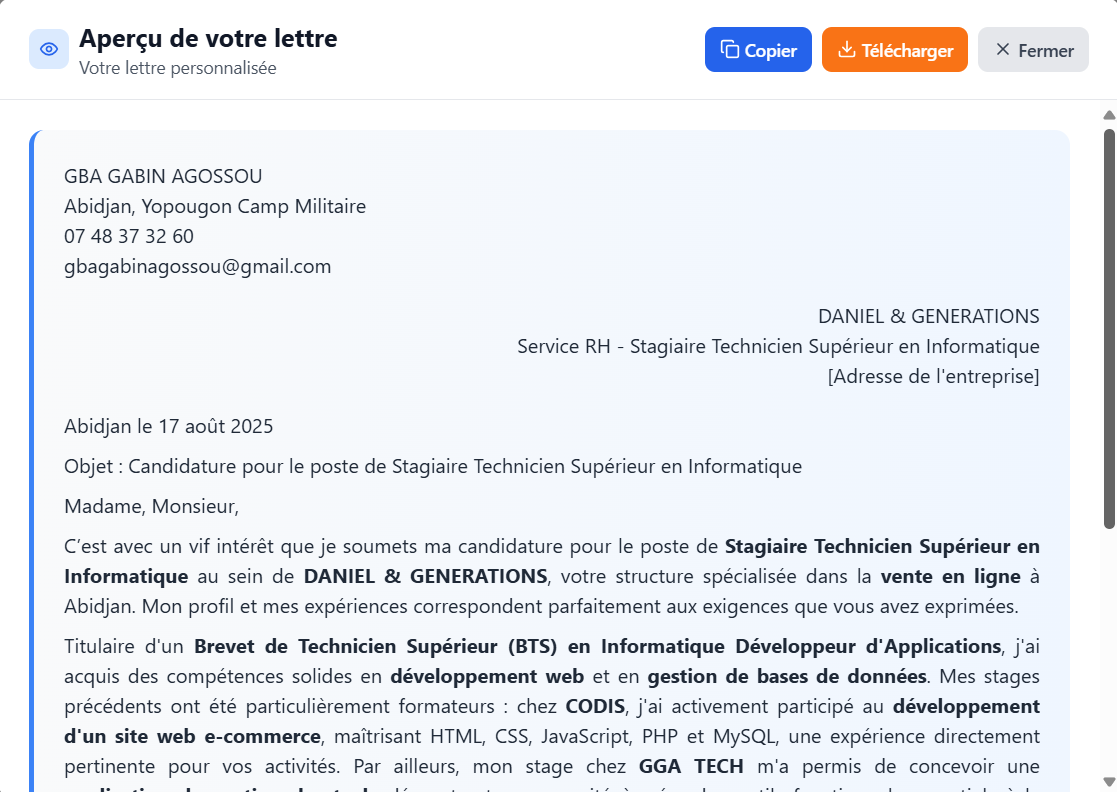 Aperçu de votre lettre
Votre lettre personnalisée
Copier
Télécharger
Fermer
GBA GABIN AGOSSOU
Abidjan, Yopougon Camp Militaire
07 48 37 32 60
gbagabinagossou@gmail.com
DANIEL & GENERATIONS
Service RH - Stagiaire Technicien Supérieur en Informatique
[Adresse de l'entreprise]
Abidjan le 17 août 2025
Objet : Candidature pour le poste de Stagiaire Technicien Supérieur en Informatique
Madame, Monsieur,
C’est avec un vif intérêt que je soumets ma candidature pour le poste de Stagiaire Technicien Supérieur en
Informatique au sein de DANIEL & GENERATIONS, votre structure spécialisée dans la vente en ligne à
Abidjan. Mon profil et mes expériences correspondent parfaitement aux exigences que vous avez exprimées.
Titulaire d'un Brevet de Technicien Supérieur (BTS) en Informatique Développeur d'Applications, j'ai
acquis des compétences solides en développement web et en gestion de bases de données. Mes stages
précédents ont été particulièrement formateurs : chez CODIS, j'ai activement participé au développement
d'un site web e-commerce, maîtrisant HTML, CSS, JavaScript, PHP et MySQL, une expérience directement
pertinente pour vos activités. Par ailleurs, mon stage chez GGA TECH m'a permis de concevoir une